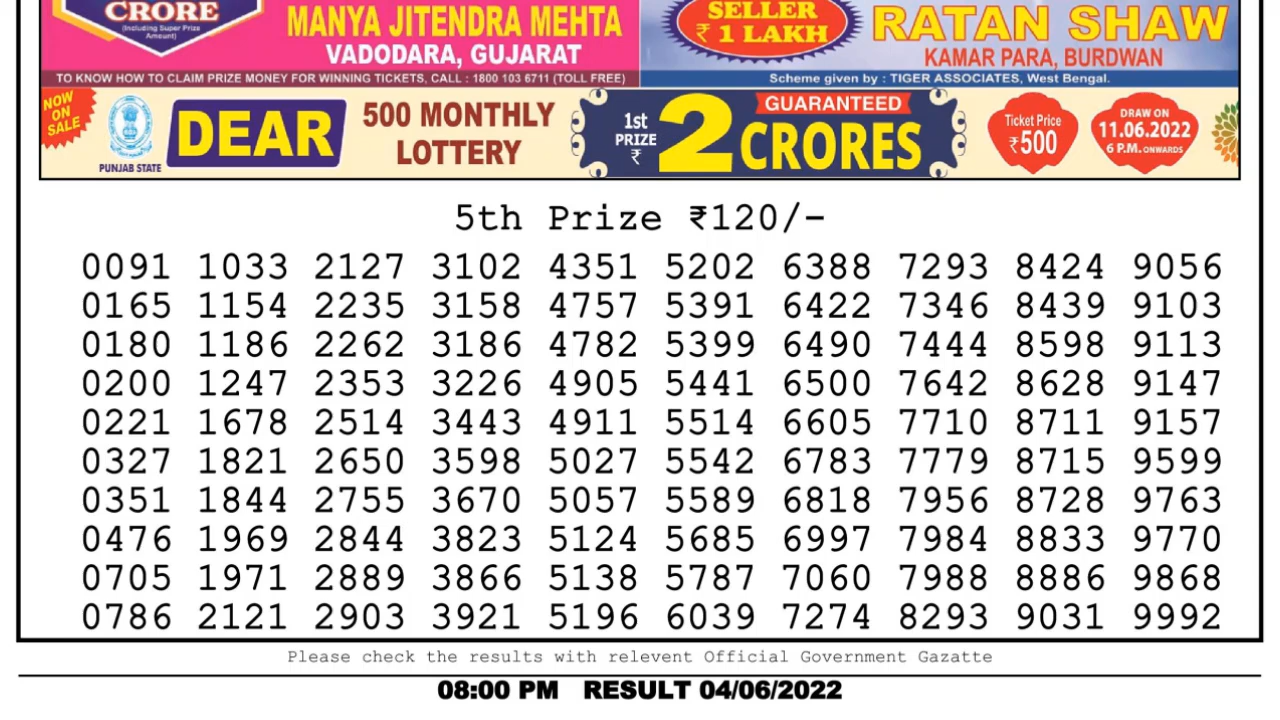 CRORE
(Including Super Prize
Amount)
MANYA JITENDRA MEHTA
VADODARA, GUJARAT
SELLER
₹ 1 LAKH
RATAN SHAW
KAMAR PARA, BURDWAN
TO KNOW HOW TO CLAIM PRIZE MONEY FOR WINNING TICKETS, CALL : 1800 103 6711 (TOLL FREE)
Scheme given by : TIGER ASSOCIATES, West Bengal.
NOW
ON
SALE
PUNJAB STATE
DEAR
500 MONTHLY
LOTTERY
1st
PRIZE
₹
2
GUARANTEED
CRORES
Ticket Price
₹500
DRAW ON
11.06.2022
6 P.M. ONWARDS
5th Prize ₹120/-
0091 1033 2127 3102 4351 5202 6388 7293 8424 9056
0165 1154 2235 3158 4757 5391 6422 7346 8439 9103
0180 1186 2262 3186 4782 5399 6490 7444 8598 9113
0200 1247 2353 3226 4905 5441 6500 7642 8628 9147
0221 1678 2514 3443 4911 5514 6605 7710 8711 9157
0327 1821 2650 3598 5027 5542 6783 7779 8715 9599
0351 1844 2755 3670 5057 5589 6818 7956 8728 9763
0476 1969 2844 3823 5124 5685 6997 7984 8833 9770
0705 1971 2889 3866 5138 5787 7060 7988 8886 9868
0786 2121 2903 3921 5196 6039 7274 8293 9031 9992
Please check the results with relevent Official Government Gazatte
08:00 PM RESULT 04/06/2022